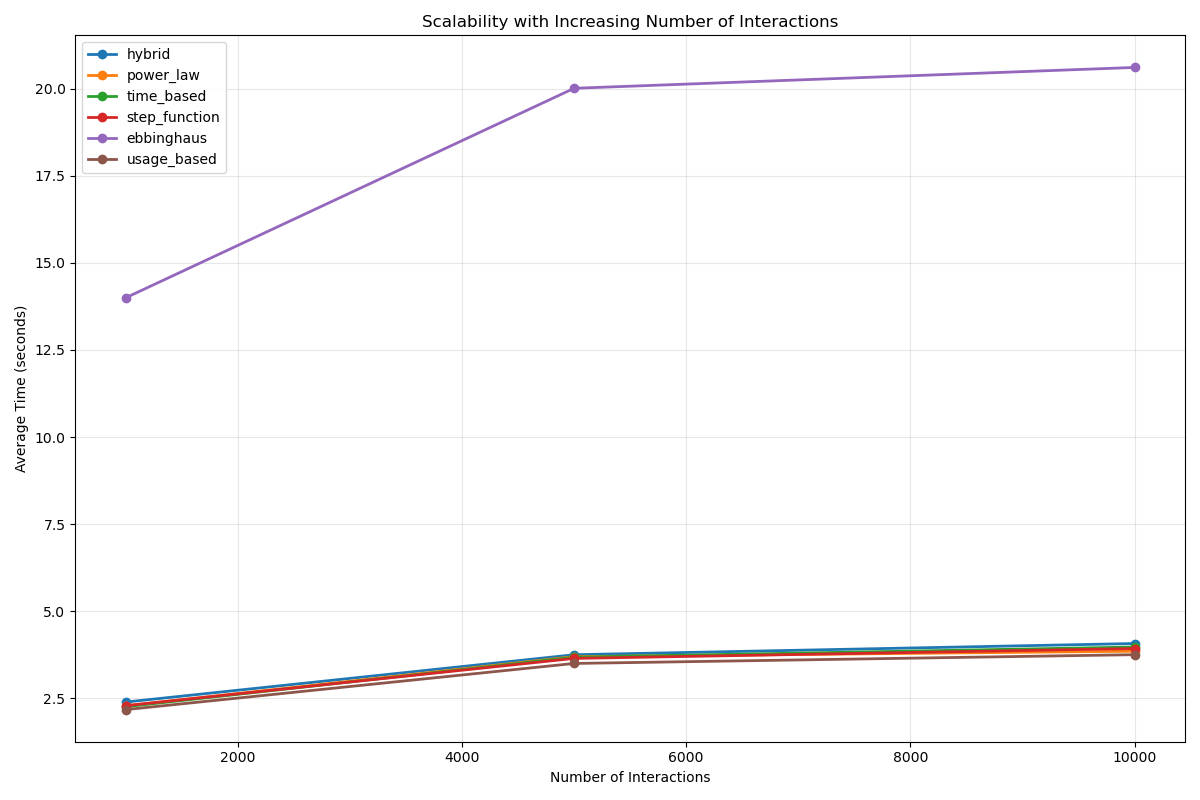 Scalability with Increasing Number of Interactions
hybrid
power_law
time_based
step_function
ebbinghaus
usage_based
Average Time (seconds)
20.0
17.5
15.0
12.5
10.0
7.5
5.0
2.5
2000 4000 6000 8000 10000
Number of Interactions